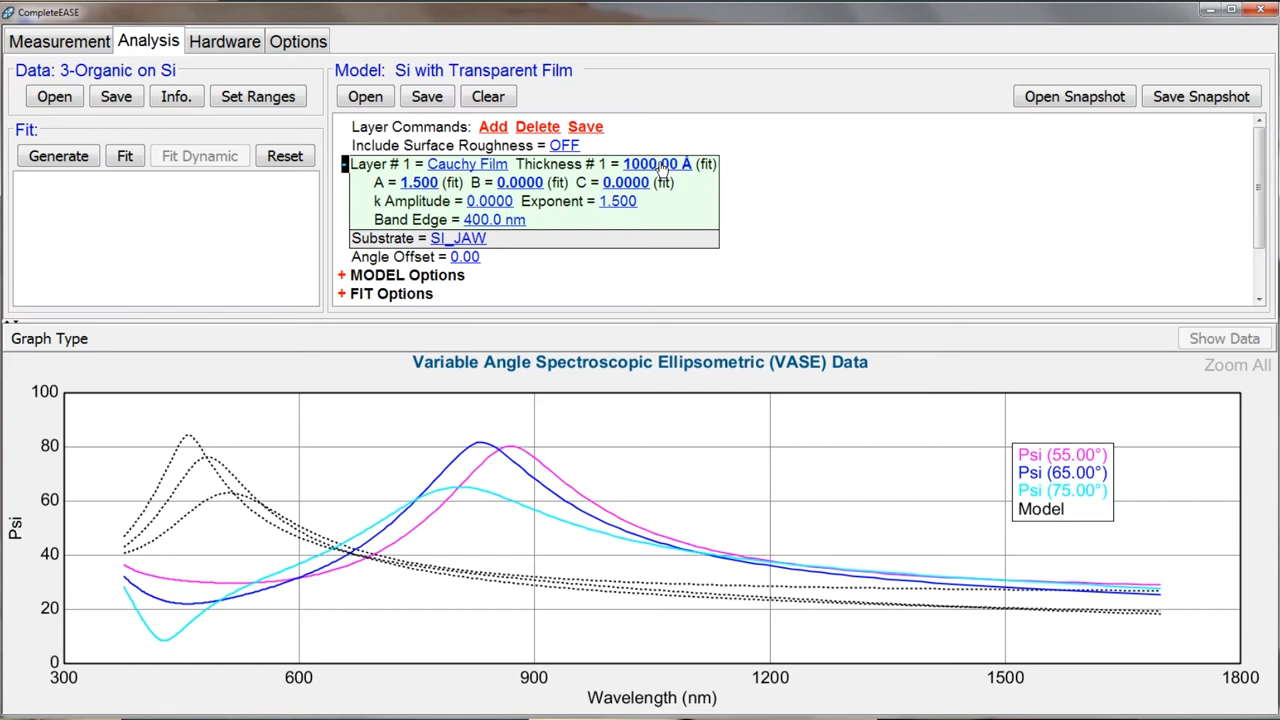 CompleteEASE
Measurement Analysis Hardware Options
Data: 3-Organic on Si
Open Save Info. Set Ranges
Fit:
Generate Fit Fit Dynamic Reset
Model: Si with Transparent Film
Open Save Clear Open Snapshot Save Snapshot
Layer Commands: Add Delete Save
Include Surface Roughness = OFF
- Layer # 1 = Cauchy Film Thickness # 1 = 1000.00 Å (fit)
A = 1.500 (fit) B = 0.0000 (fit) C = 0.0000 (fit)
k Amplitude = 0.0000 Exponent = 1.500
Band Edge = 400.0 nm
Substrate = SI_JAW
Angle Offset = 0.00
+ MODEL Options
+ FIT Options
Graph Type Show Data
Variable Angle Spectroscopic Ellipsometric (VASE) Data
Zoom All
100
80
60
40
20
0
Psi
Psi (55.00°)
Psi (65.00°)
Psi (75.00°)
Model
300 600 900 1200 1500 1800
Wavelength (nm)